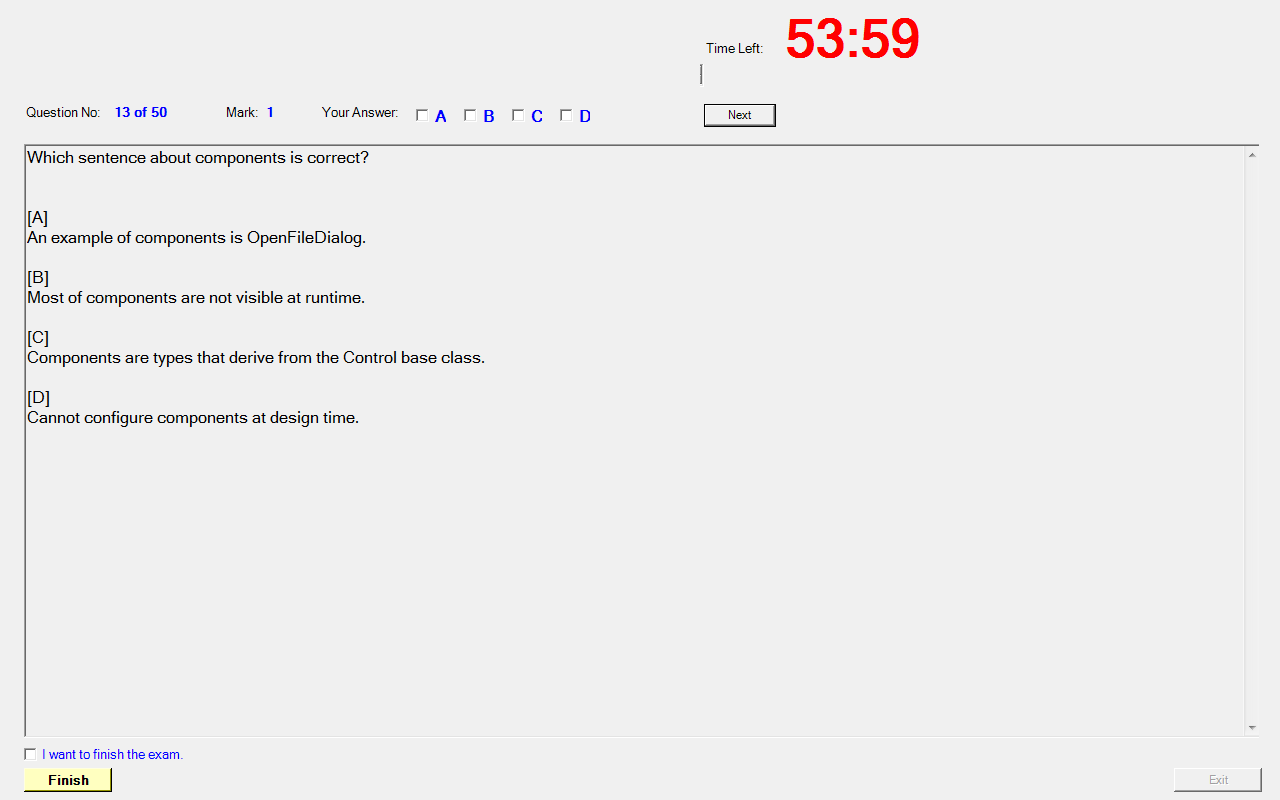 Time Left: 53:59
Question No: 13 of 50 Mark: 1 Your Answer: A B C D Next
Which sentence about components is correct?
[A]
An example of components is OpenFileDialog.
[B]
Most of components are not visible at runtime.
[C]
Components are types that derive from the Control base class.
[D]
Cannot configure components at design time.
I want to finish the exam.
Finish Exit